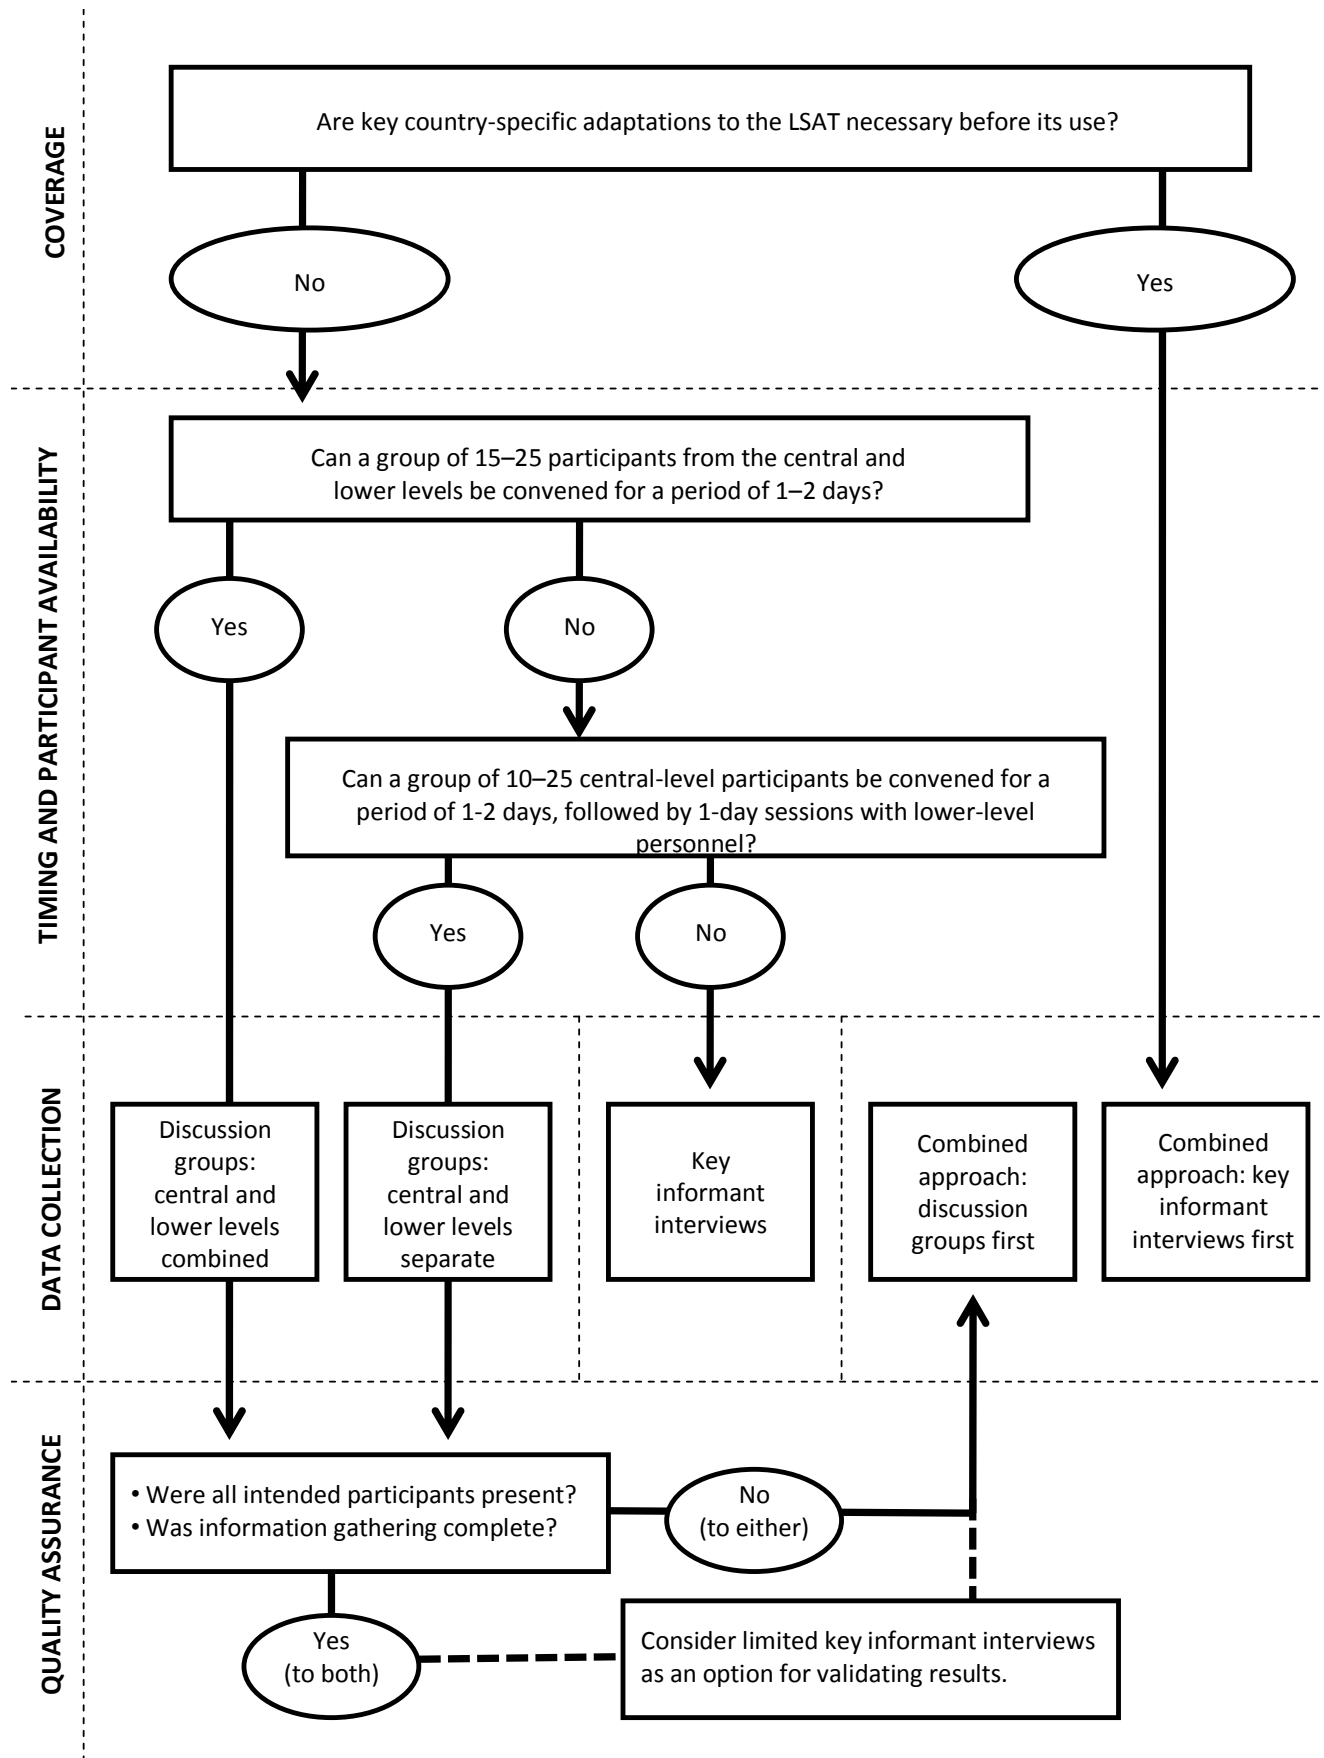 COVERAGE
Are key country-specific adaptations to the LSAT necessary before its use?
No
Yes
TIMING AND PARTICIPANT AVAILABILITY
Can a group of 15–25 participants from the central and
lower levels be convened for a period of 1–2 days?
Yes
No
Can a group of 10–25 central-level participants be convened for a
period of 1-2 days, followed by 1-day sessions with lower-level
personnel?
Yes
No
DATA COLLECTION
Discussion
groups:
central and
lower levels
combined
Discussion
groups:
central and
lower levels
separate
Key
informant
interviews
Combined
approach:
discussion
groups first
Combined
approach: key
informant
interviews first
QUALITY ASSURANCE
• Were all intended participants present?
• Was information gathering complete?
No
(to either)
Yes
(to both)
Consider limited key informant interviews
as an option for validating results.